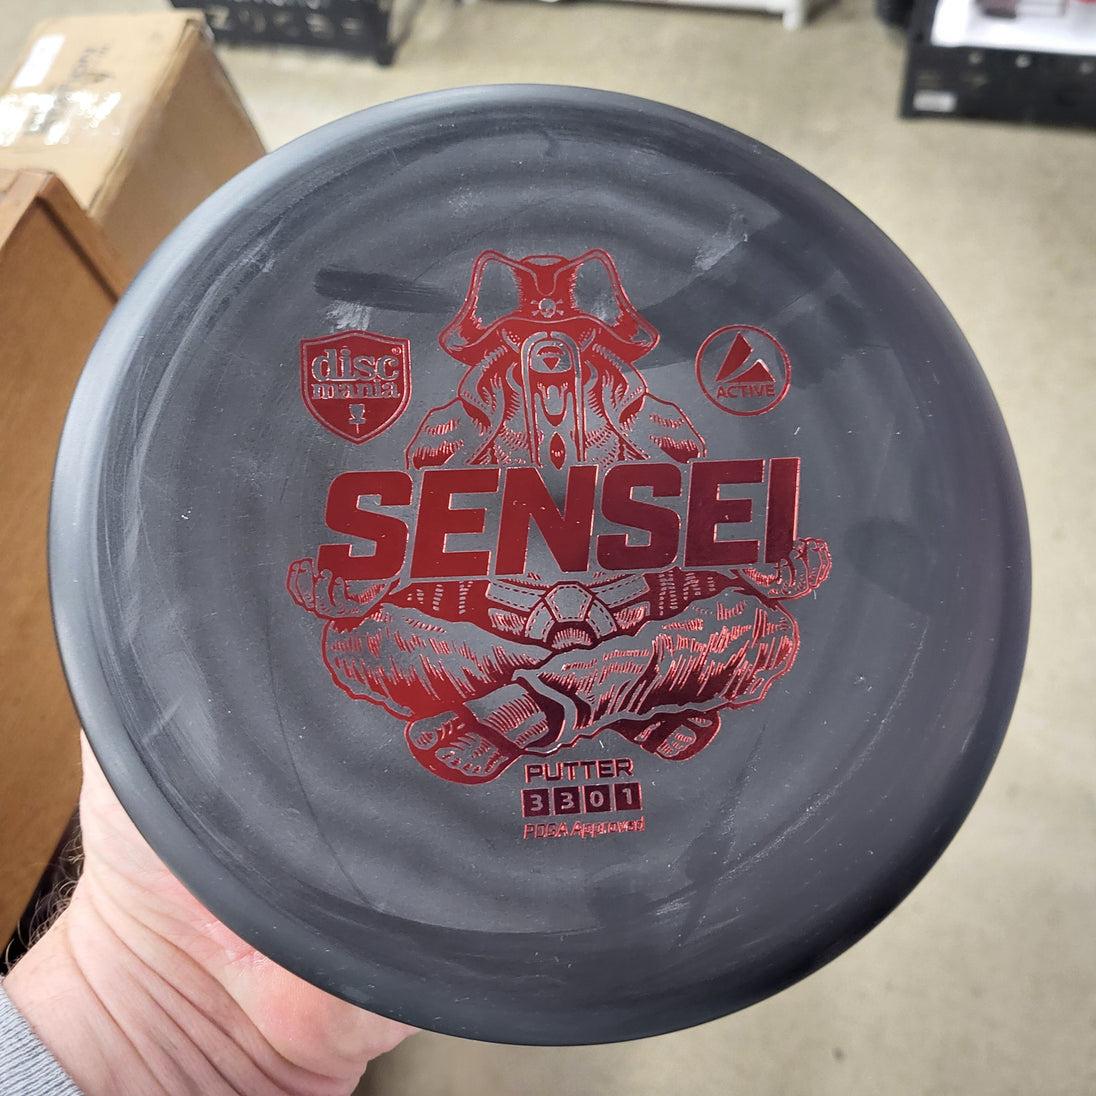 disc
mania
ACTIVE
SENSEI
PUTTER
3 3 0 1
PDGA Approved